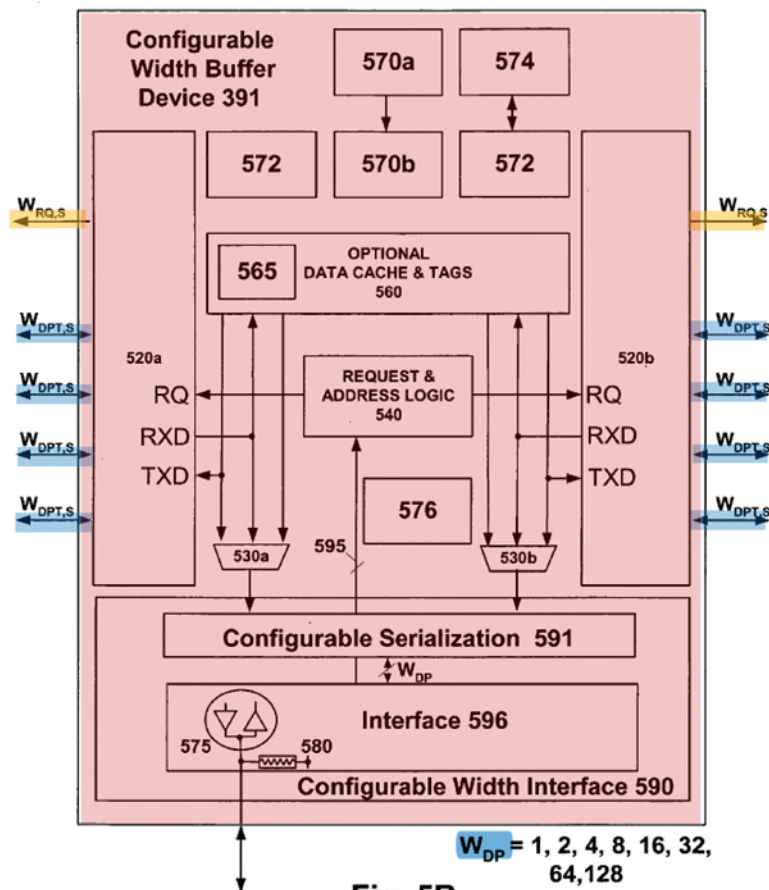 Configurable
Width Buffer
Device 391
570a
574
572
570b
572
W_RQ,S
W_RQ,S
565
OPTIONAL
DATA CACHE & TAGS
560
W_DPT,S
W_DPT,S
520a
520b
W_DPT,S
W_DPT,S
REQUEST &
ADDRESS LOGIC
540
RQ
RQ
RXD
RXD
W_DPT,S
W_DPT,S
TXD
TXD
576
W_DPT,S
W_DPT,S
595
530a
530b
Configurable Serialization 591
W_DP
Interface 596
575
580
Configurable Width Interface 590
W_DP = 1, 2, 4, 8, 16, 32,
64,128